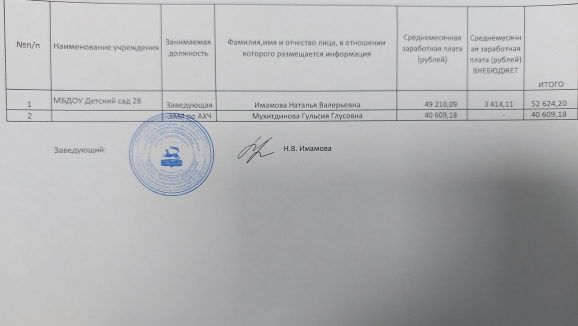 №п/п Наименование учреждения Занимаемая должность Фамилия,имя и отчество лица, в отношении которого размещается информация Среднемесячная заработная плата (рублей) Среднемесячная заработная плата (рублей) ВНЕБЮДЖЕТ ИТОГО
1 МБДОУ Детский сад 28 Заведующая Имамова Наталья Валерьевна 49 210,09 3 414,11 52 624,20
2 ЗАМ по АХЧ Мухитдинова Гульсия Глусовна 40 609,18 - 40 609,18
Заведующий: Н.В. Имамова